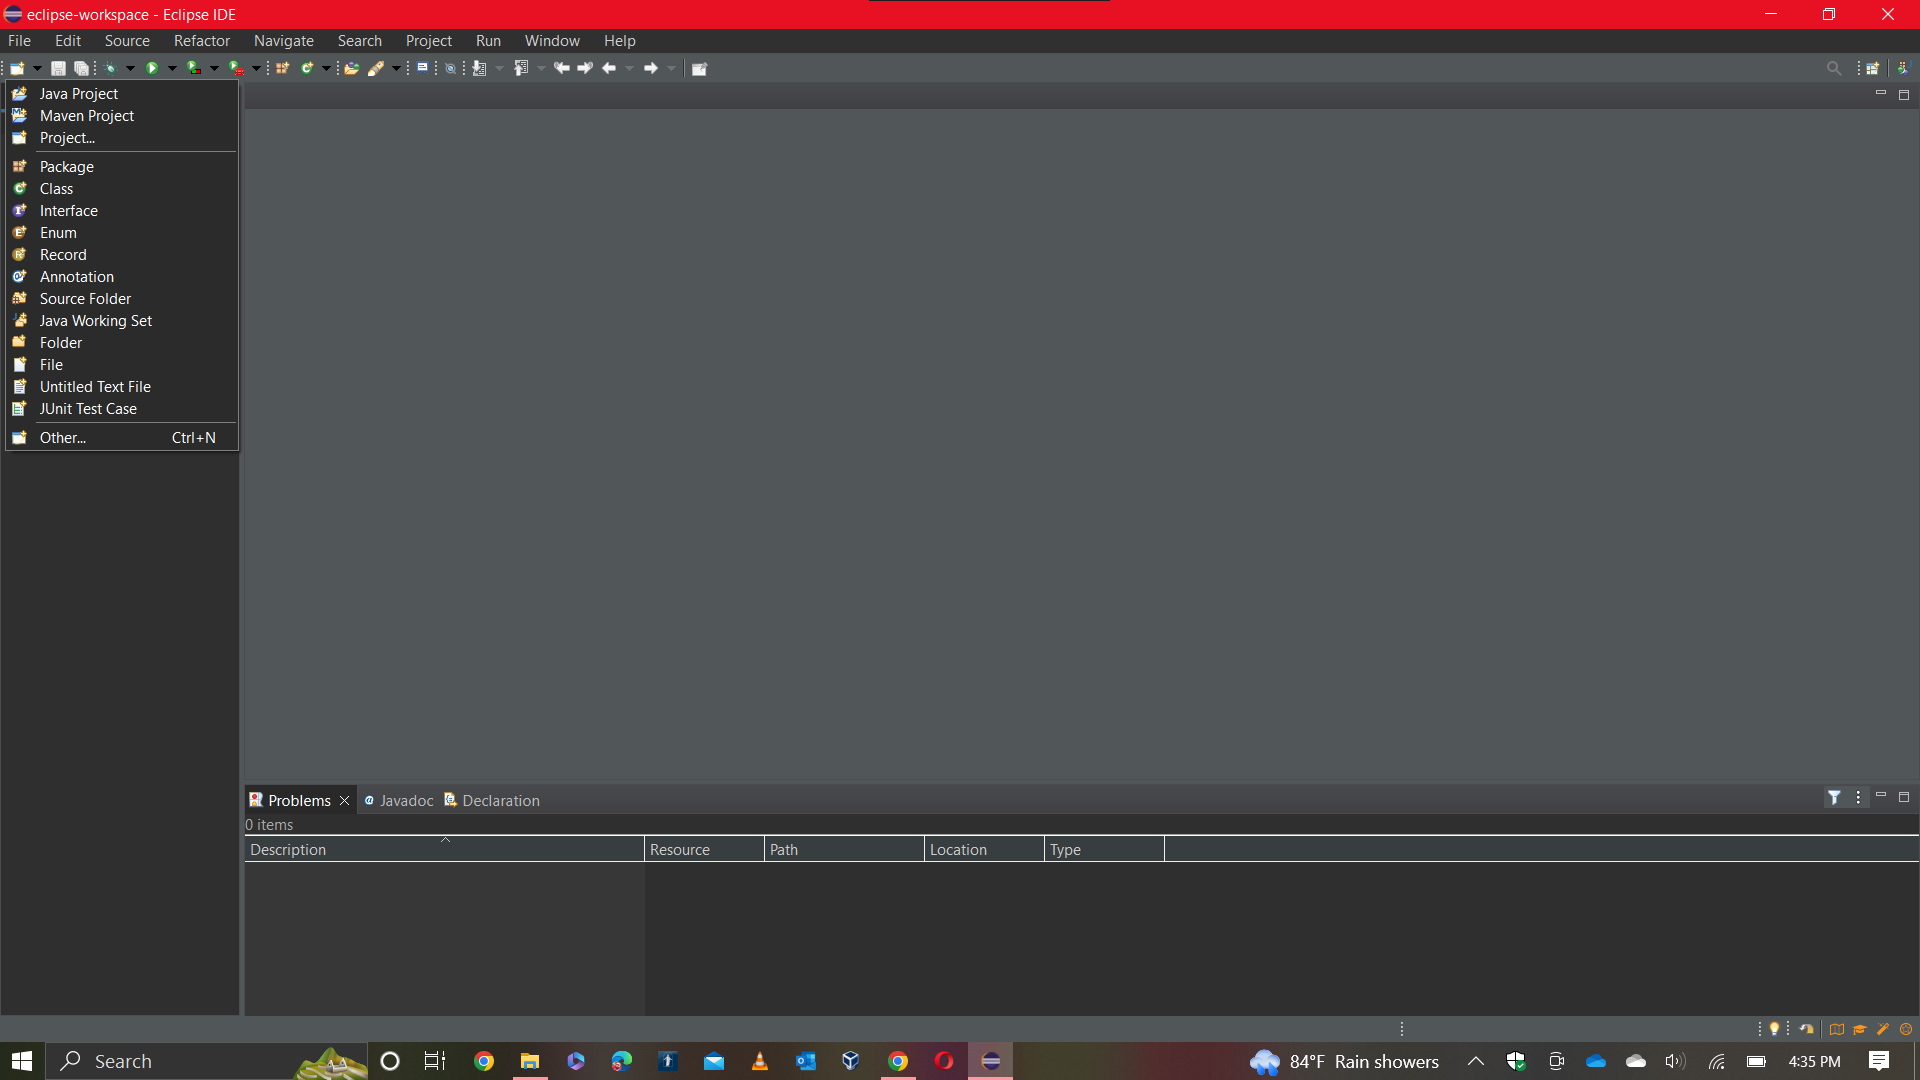 eclipse-workspace - Eclipse IDE
File Edit Source Refactor Navigate Search Project Run Window Help
Java Project
Maven Project
Project...
Package
Class
Interface
Enum
Record
Annotation
Source Folder
Java Working Set
Folder
File
Untitled Text File
JUnit Test Case
Other... Ctrl+N
Problems Javadoc Declaration
0 items
Description Resource Path Location Type
Search 84°F Rain showers 4:35 PM